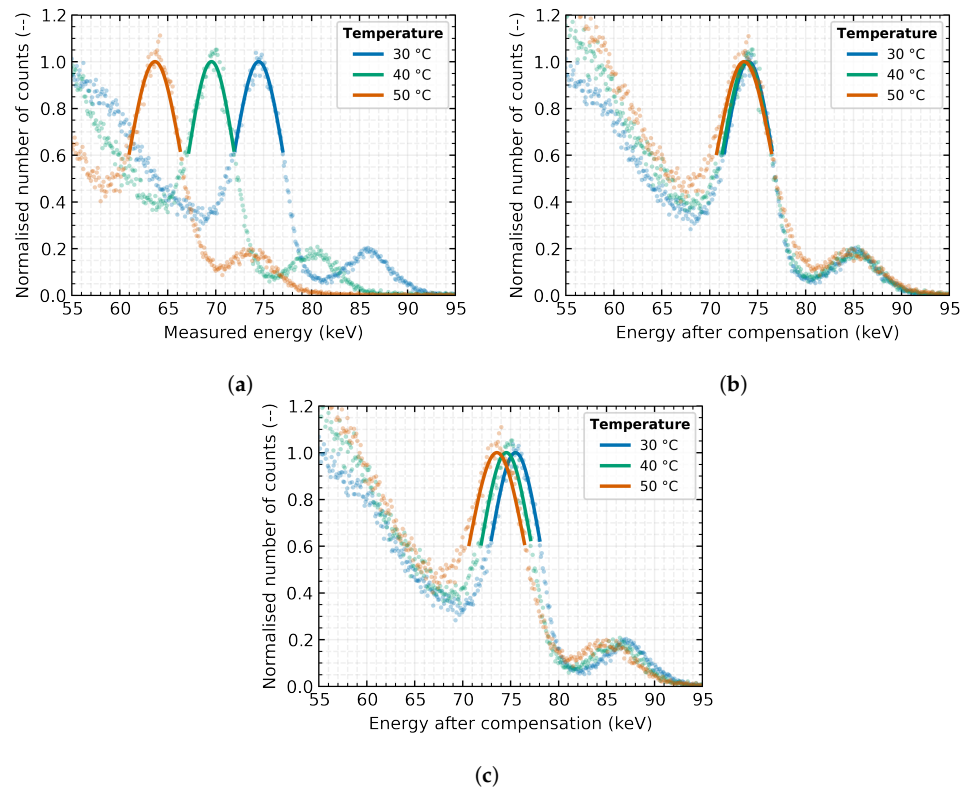 Normalised number of counts (--)
1.2
1.0
0.8
0.6
0.4
0.2
0.0
Temperature
30 °C
40 °C
50 °C
55 60 65 70 75 80 85 90 95
Measured energy (keV)
(a)
Normalised number of counts (--)
1.2
1.0
0.8
0.6
0.4
0.2
0.0
Temperature
30 °C
40 °C
50 °C
55 60 65 70 75 80 85 90 95
Energy after compensation (keV)
(b)
Normalised number of counts (--)
1.2
1.0
0.8
0.6
0.4
0.2
0.0
Temperature
30 °C
40 °C
50 °C
55 60 65 70 75 80 85 90 95
Energy after compensation (keV)
(c)